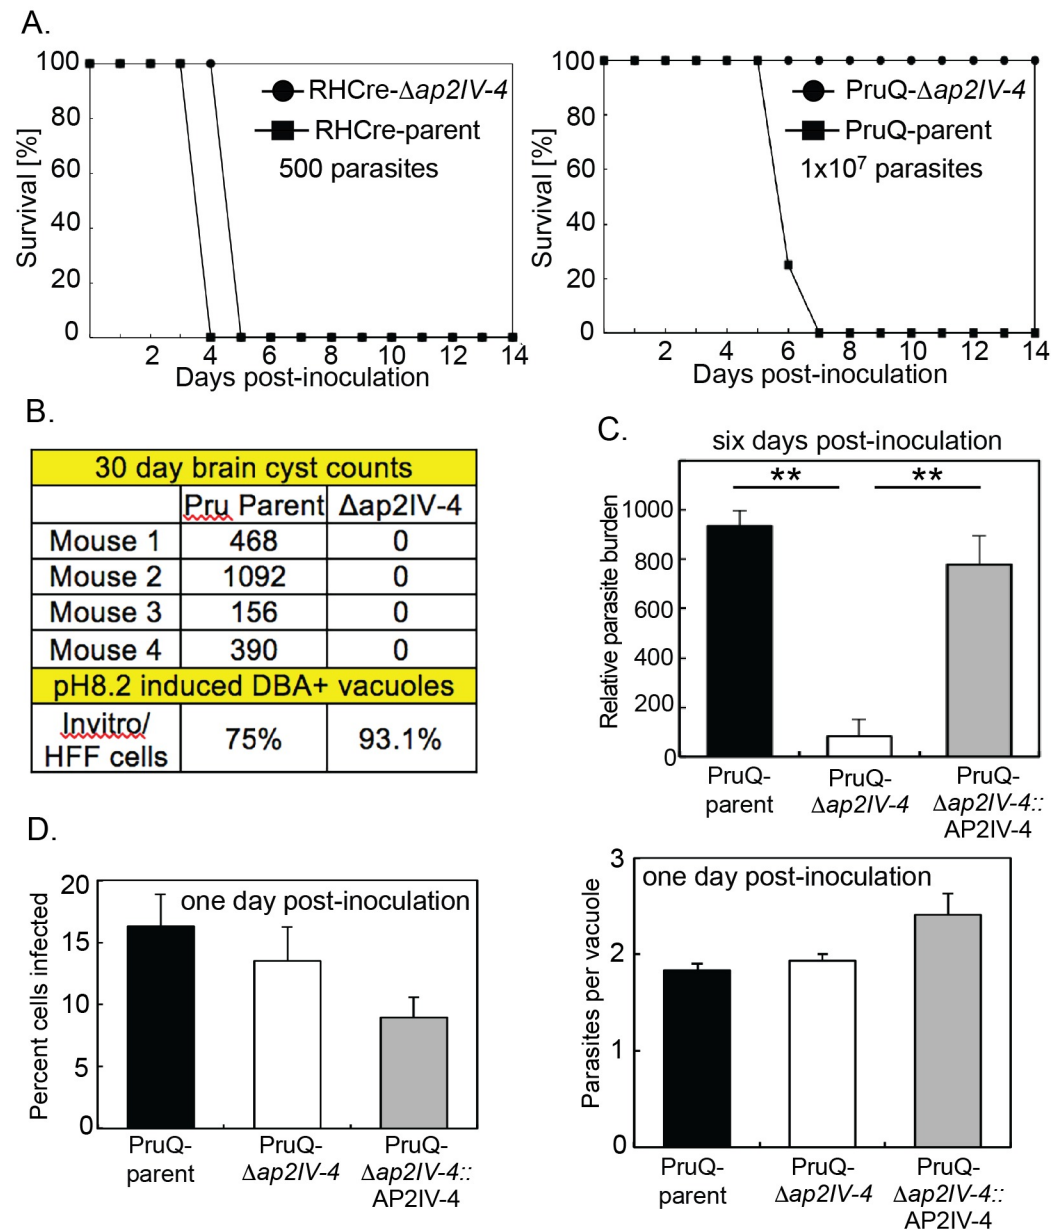 A.
100
80
60
40
20
0
Survival [%]
RHCre-Δap2IV-4
RHCre-parent
500 parasites
2 4 6 8 10 12 14
Days post-inoculation
100
80
60
40
20
0
Survival [%]
PruQ-Δap2IV-4
PruQ-parent
1x10⁷ parasites
2 4 6 8 10 12 14
Days post-inoculation
B.
30 day brain cyst counts
Pru Parent Δap2IV-4
Mouse 1 468 0
Mouse 2 1092 0
Mouse 3 156 0
Mouse 4 390 0
pH8.2 induced DBA+ vacuoles
Invitro/
HFF cells 75% 93.1%
C.
six days post-inoculation
** **
1000
800
600
400
200
0
Relative parasite burden
PruQ-
parent
PruQ-
Δap2IV-4
PruQ-
Δap2IV-4::
AP2IV-4
D.
20
15
10
5
0
Percent cells infected
one day post-inoculation
PruQ-
parent
PruQ-
Δap2IV-4
PruQ-
Δap2IV-4::
AP2IV-4
3
2
1
0
Parasites per vacuole
one day post-inoculation
PruQ-
parent
PruQ-
Δap2IV-4
PruQ-
Δap2IV-4::
AP2IV-4